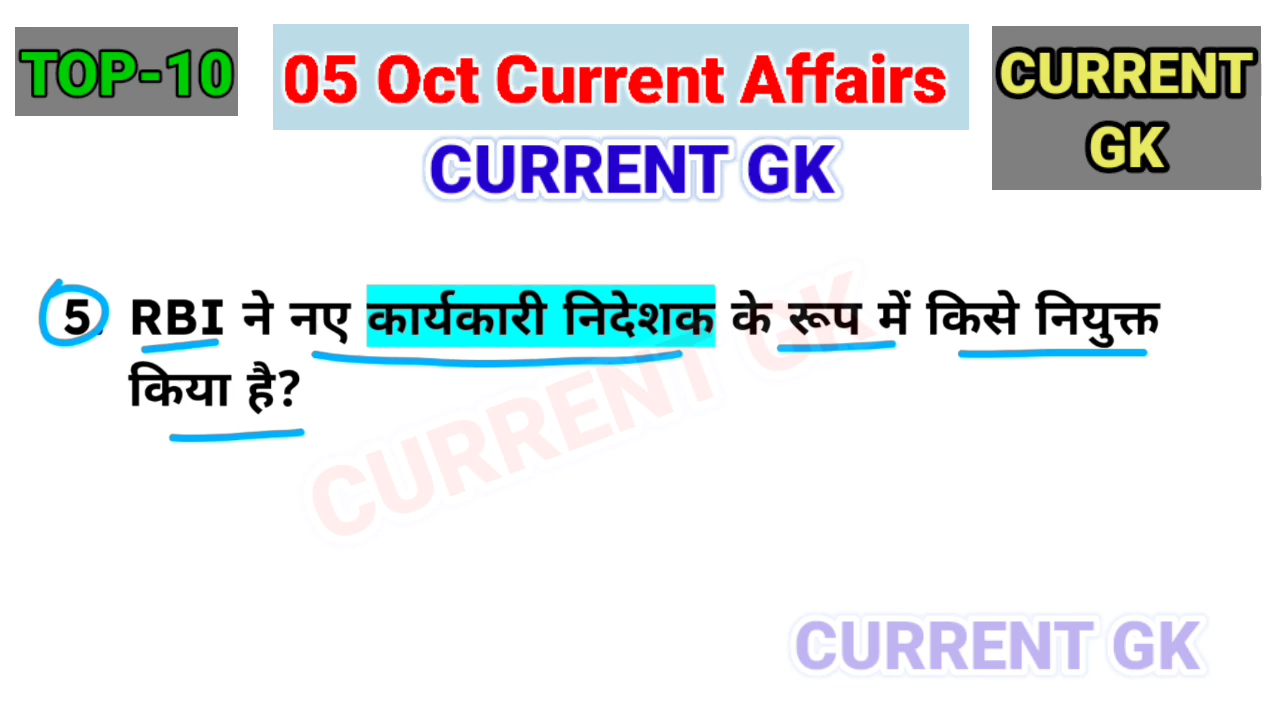 TOP-10
05 Oct Current Affairs
CURRENT
GK
CURRENT GK
5. RBI ने नए कार्यकारी निदेशक के रूप में किसे नियुक्त
किया है?
CURRENT GK
CURRENT GK